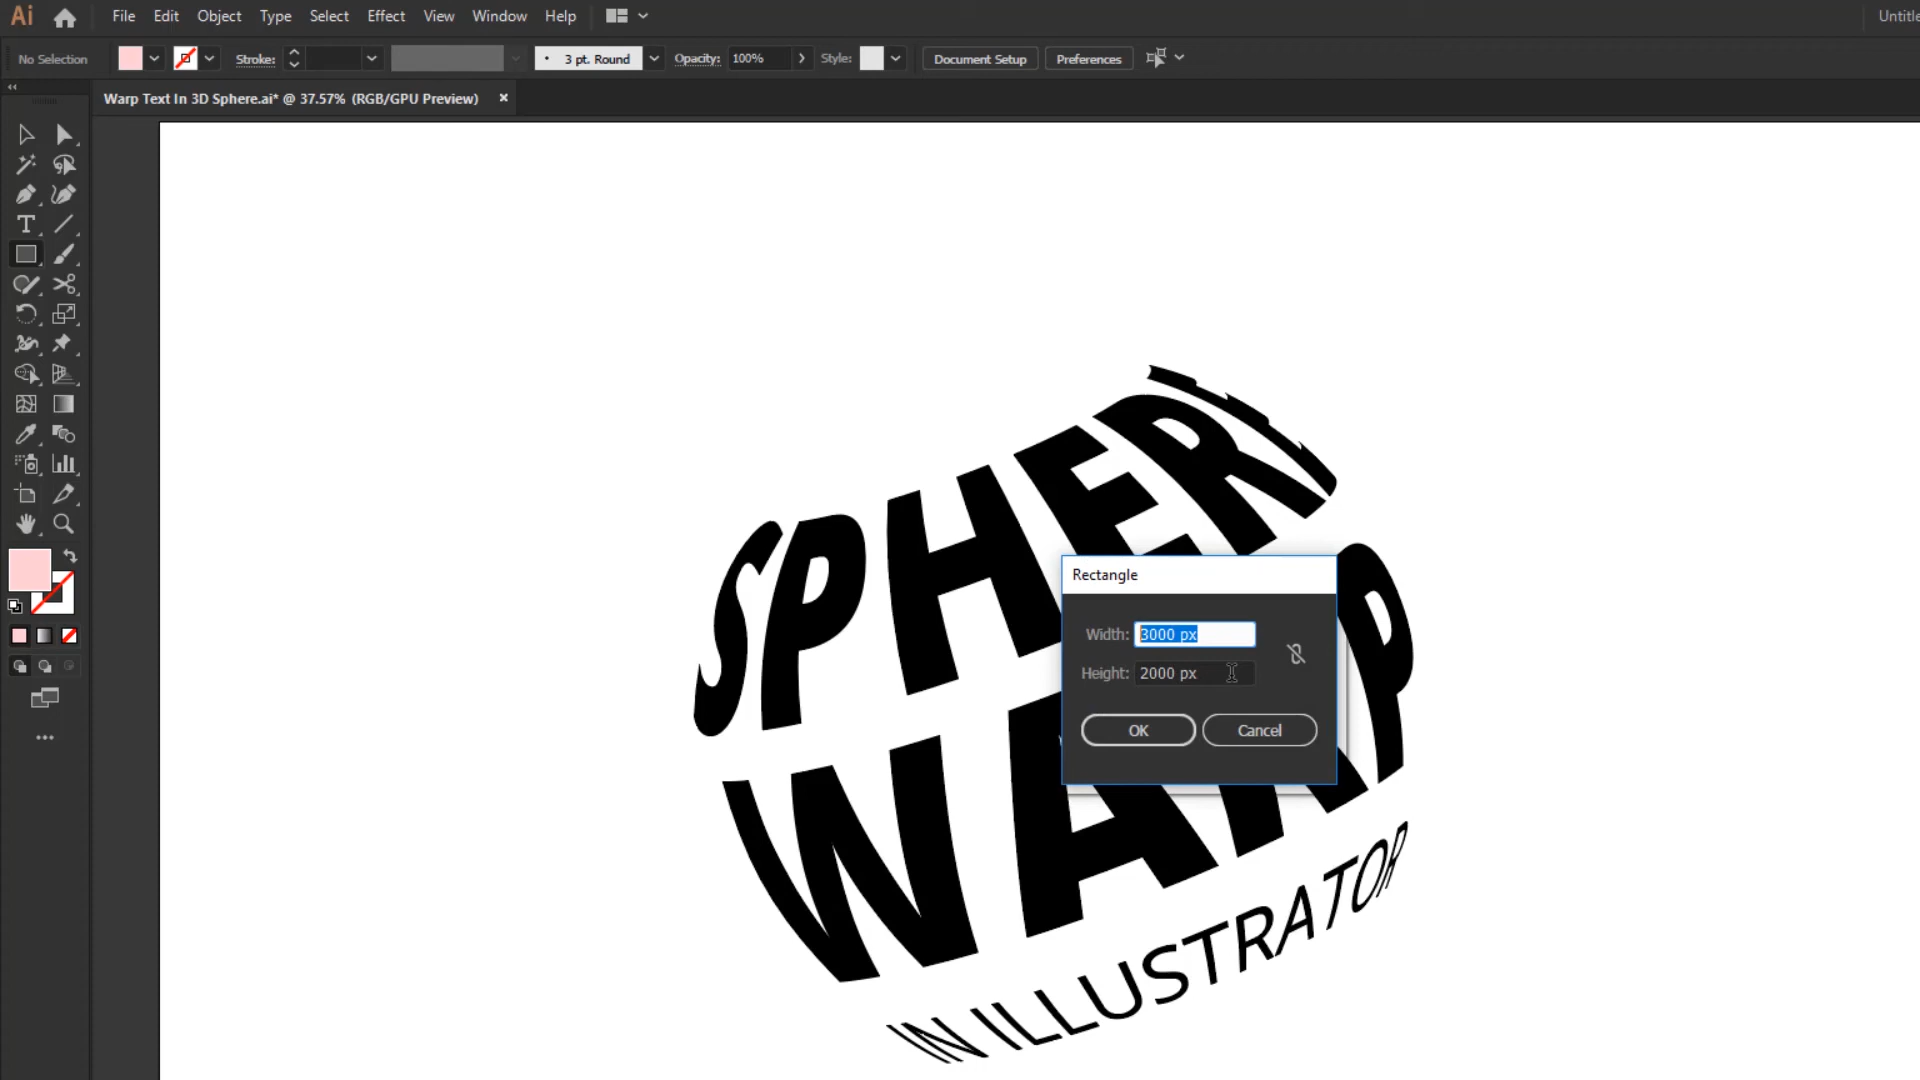 Ai File Edit Object Type Select Effect View Window Help
No Selection Stroke: 3 pt. Round Opacity: 100% Style: Document Setup Preferences
Warp Text In 3D Sphere.ai* @ 37.57% (RGB/GPU Preview) ×
SPHERE
Rectangle
Width: 3000 px
Height: 2000 px
OK Cancel
WARP
IN ILLUSTRATOR